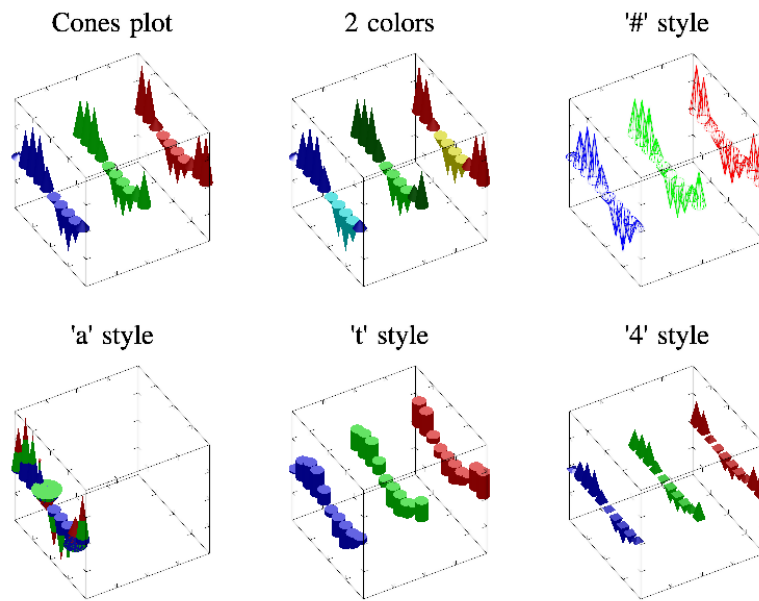 Cones plot
2 colors
'#' style
'a' style
't' style
'4' style